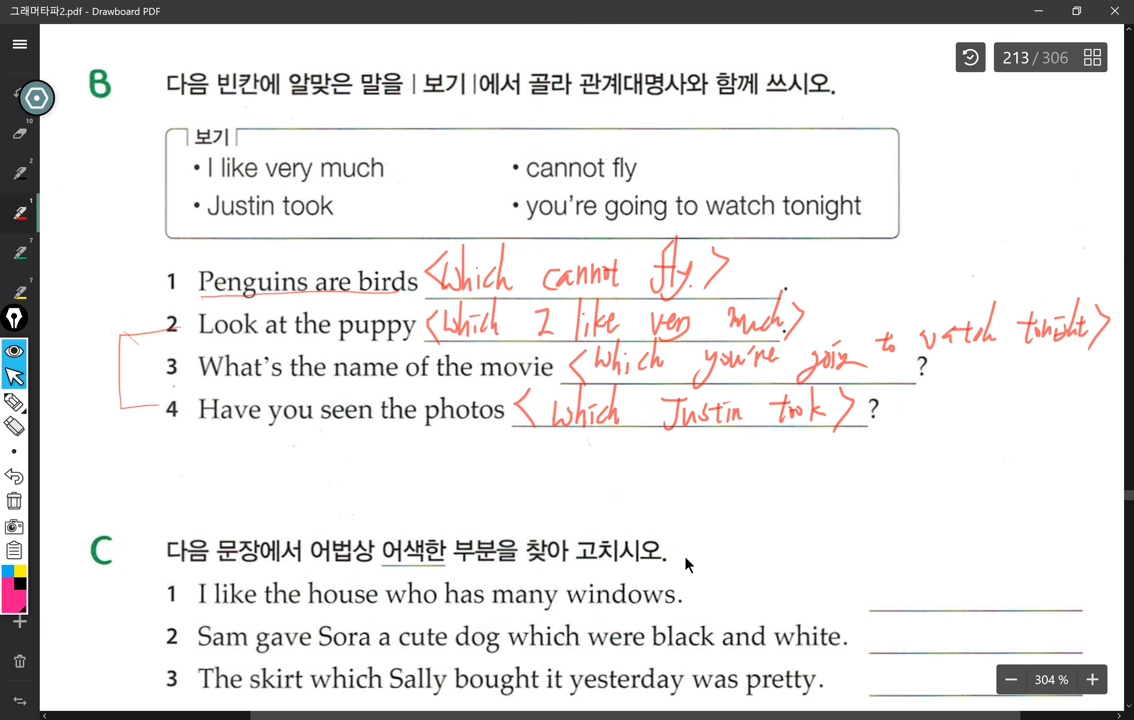 그래머타파2.pdf - Drawboard PDF
213 / 306
B 다음 빈칸에 알맞은 말을 | 보기 |에서 골라 관계대명사와 함께 쓰시오.
보기
• I like very much • cannot fly
• Justin took • you're going to watch tonight
1 Penguins are birds <which cannot fly.> .
2 Look at the puppy <which I like very much> .
3 What's the name of the movie <which you're going to watch tonight> ?
4 Have you seen the photos <which Justin took> ?
C 다음 문장에서 어법상 어색한 부분을 찾아 고치시오.
1 I like the house who has many windows.
2 Sam gave Sora a cute dog which were black and white.
3 The skirt which Sally bought it yesterday was pretty.
304 %
10
2
1
7
7